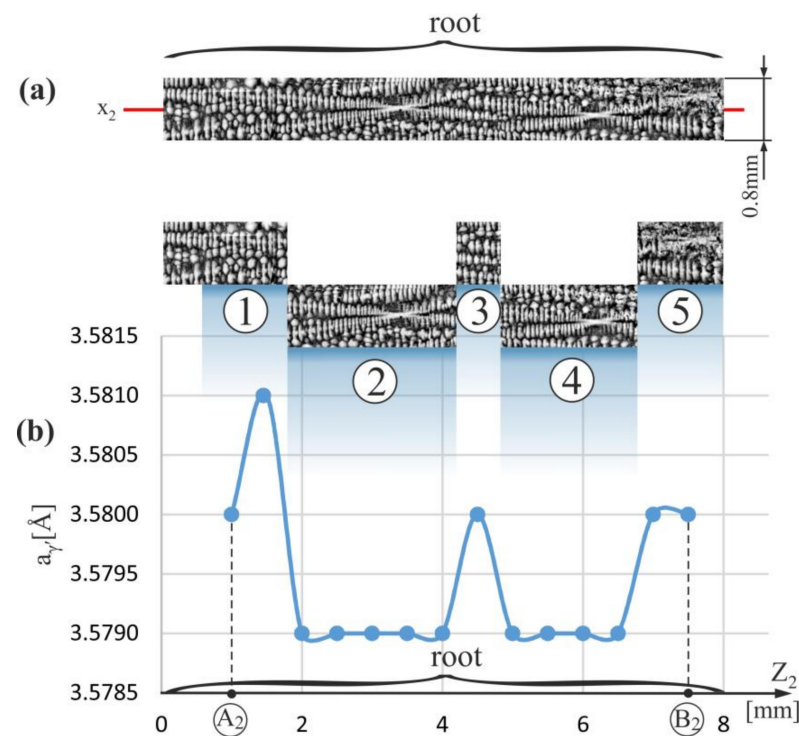 root
(a)
x₂
0.8mm
1
3
5
2
4
3.5815
3.5810
(b)
3.5805
3.5800
aγ'[Å]
3.5795
3.5790
root
Z₂
3.5785
[mm]
0
A₂
2
4
6
B₂
8